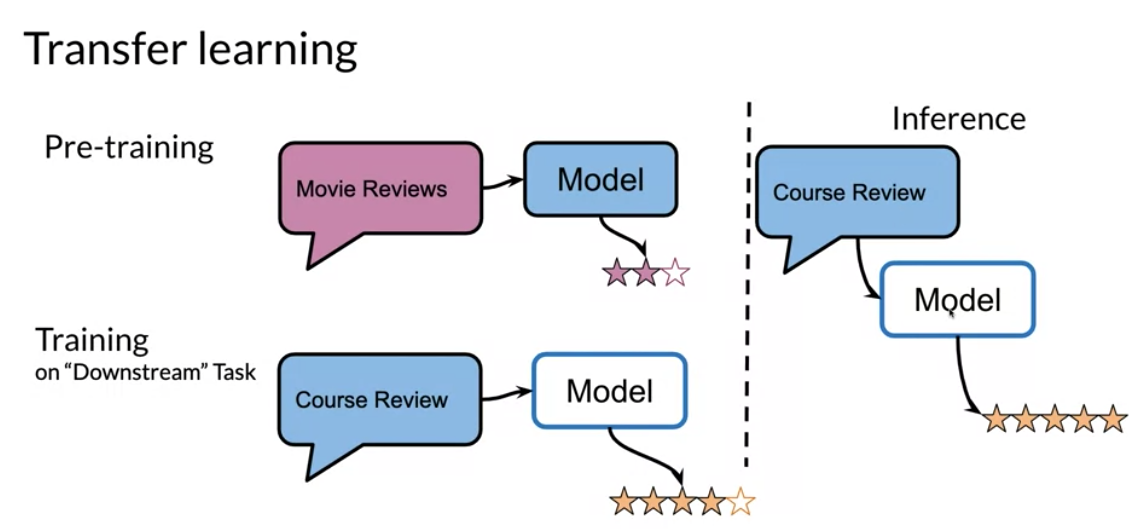 Transfer learning
Pre-training
Movie Reviews
Model
Training
on “Downstream” Task
Course Review
Model
Inference
Course Review
Model